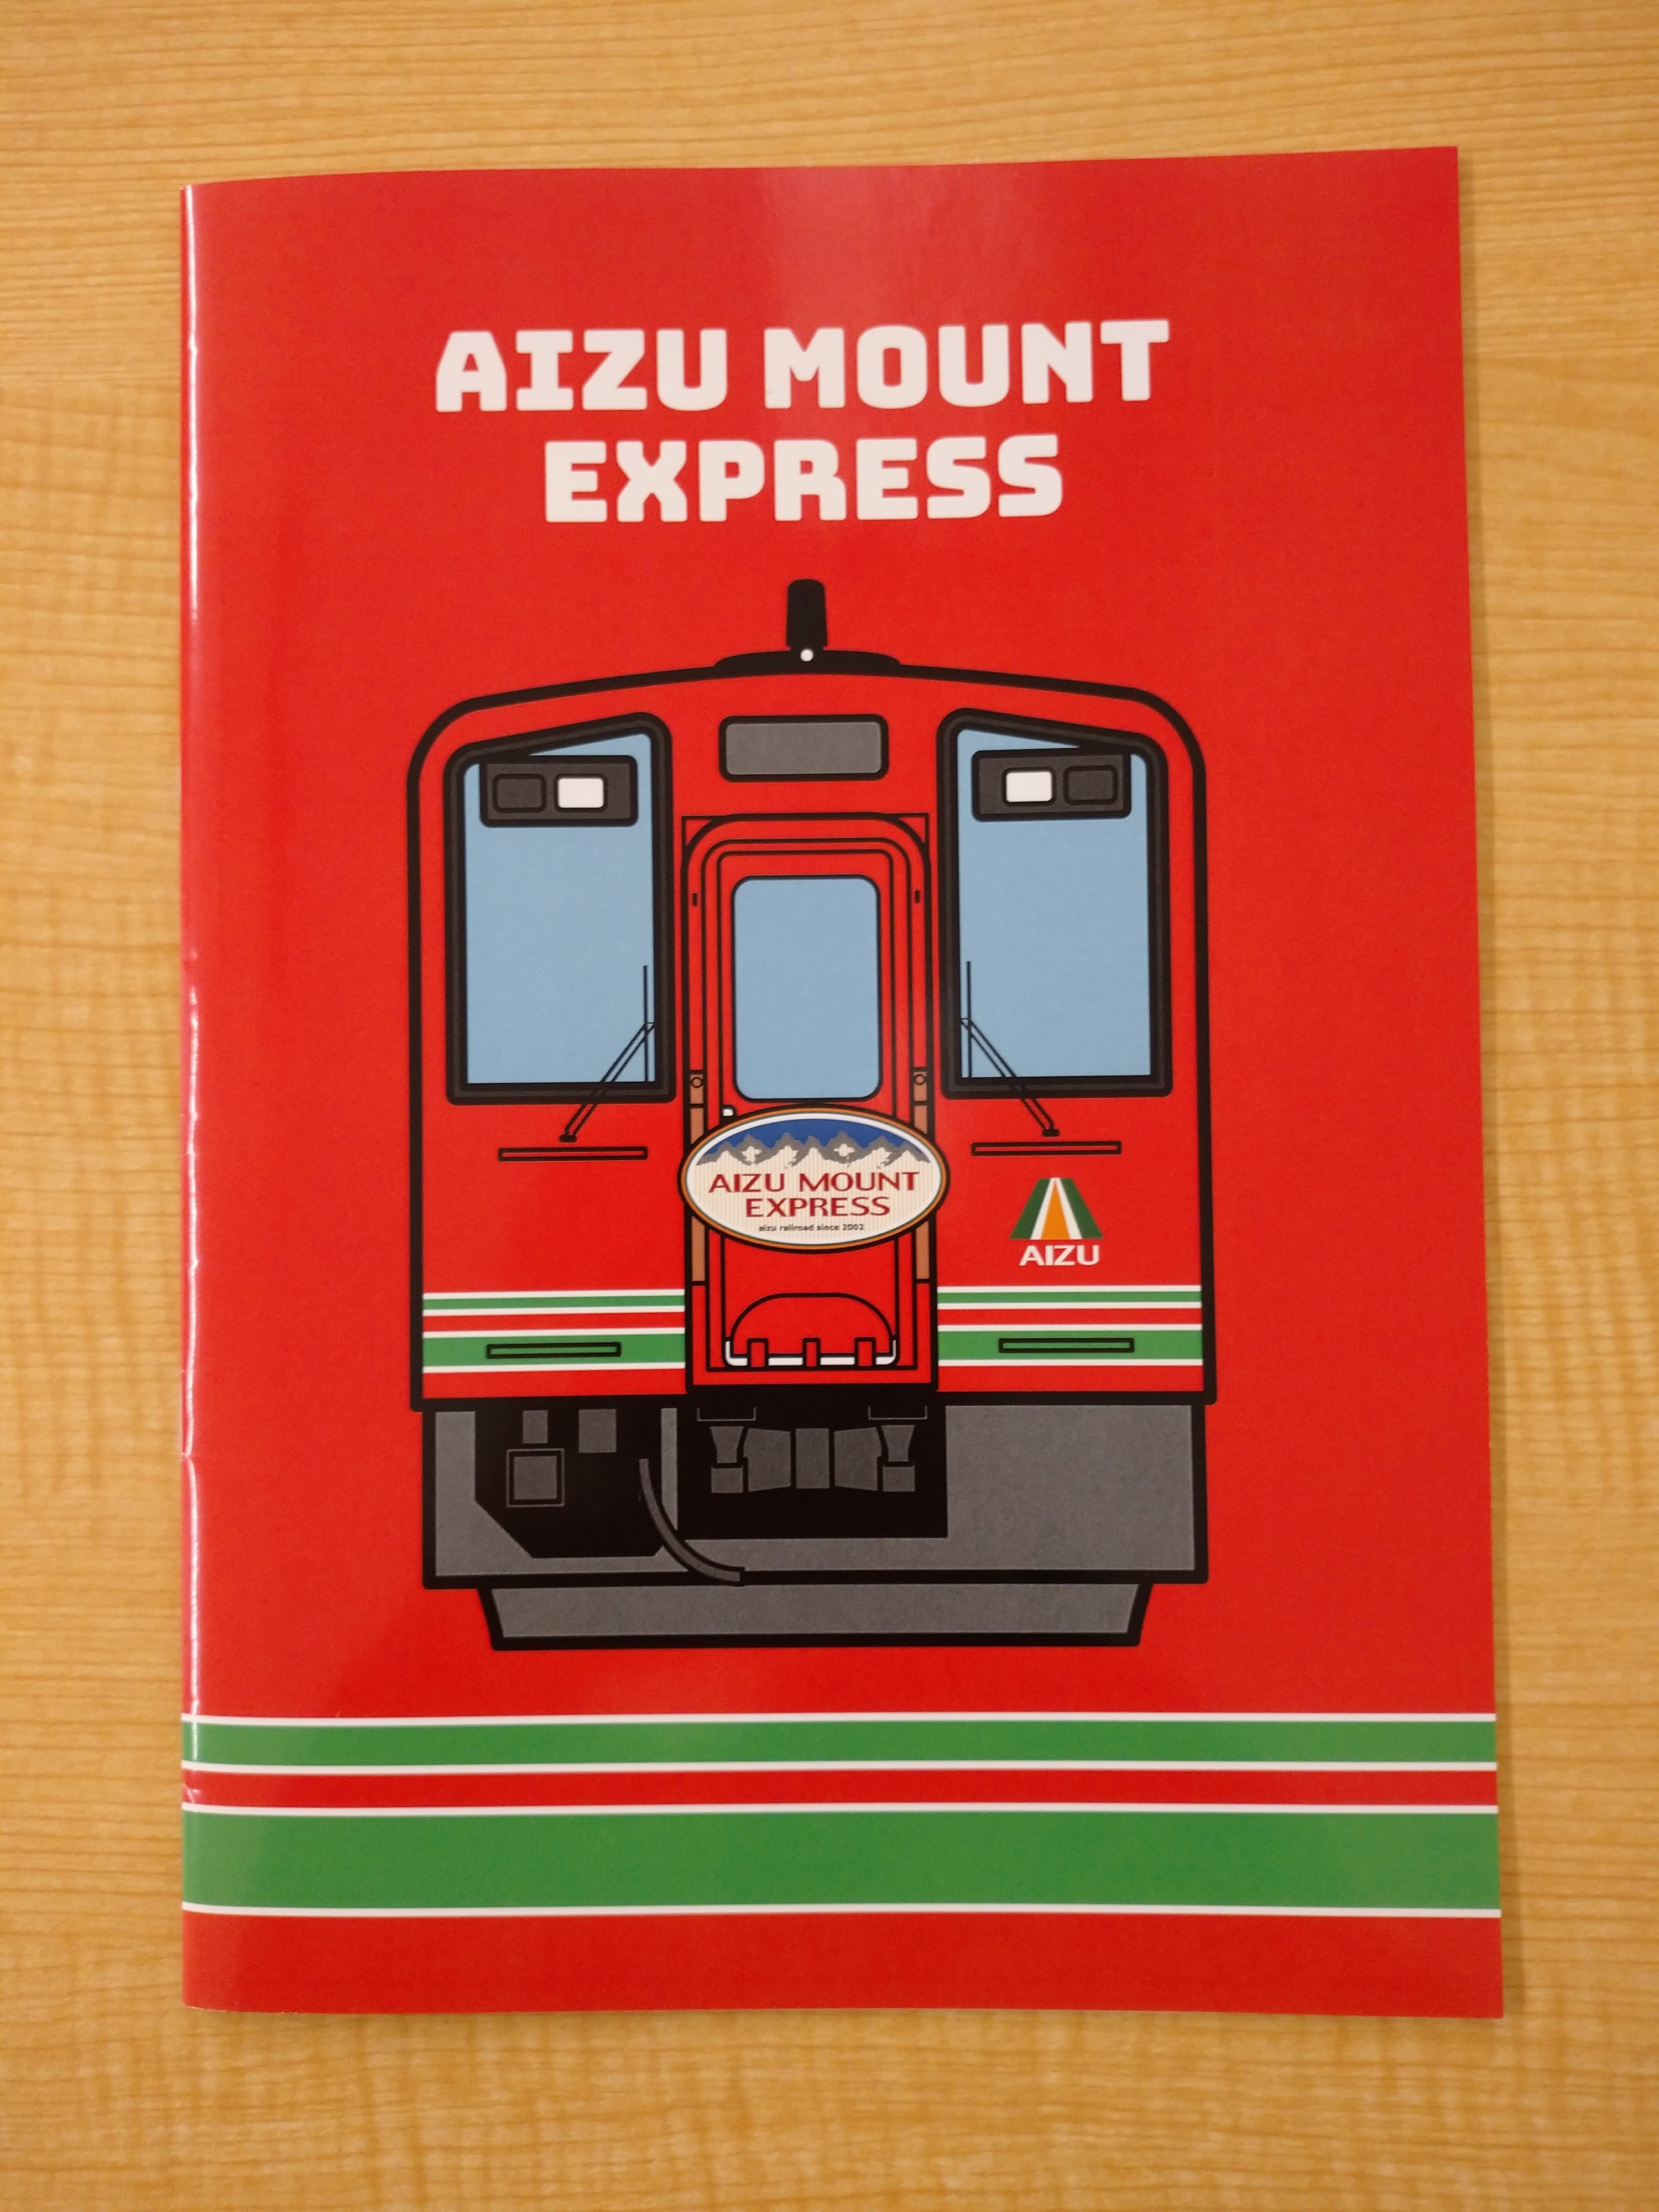 AIZU MOUNT
EXPRESS
AIZU MOUNT
EXPRESS
aizu railroad since 2002
AIZU